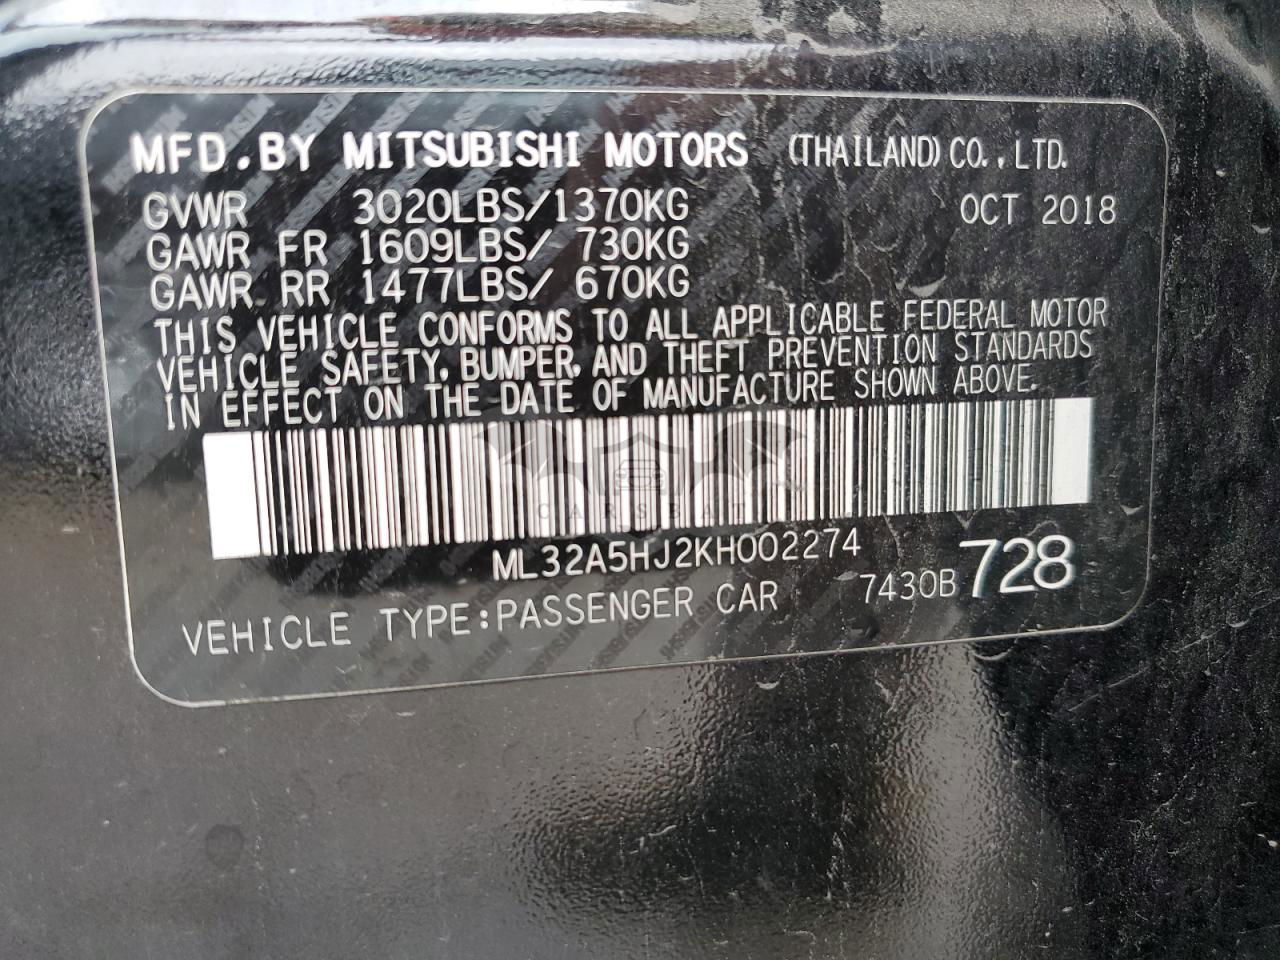 MFD.BY MITSUBISHI MOTORS (THAILAND) CO.,LTD.
GVWR 3020LBS/1370KG OCT 2018
GAWR FR 1609LBS/ 730KG
GAWR RR 1477LBS/ 670KG
THIS VEHICLE CONFORMS TO ALL APPLICABLE FEDERAL MOTOR
VEHICLE SAFETY, BUMPER, AND THEFT PREVENTION STANDARDS
IN EFFECT ON THE DATE OF MANUFACTURE SHOWN ABOVE.
CARSBAT
ML32A5HJ2KH002274
VEHICLE TYPE:PASSENGER CAR 7430B 728